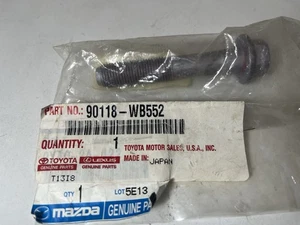 PART NO.: 90118-WB552
QUANTITY: 1 TOYOTA MOTOR SALES, U.S.A., INC.
MADE IN: JAPAN
TOYOTA LEXUS
GENUINE PARTS GENUINE PARTS
T1318
QTY LOT
1 5E13
mazda GENUINE PA